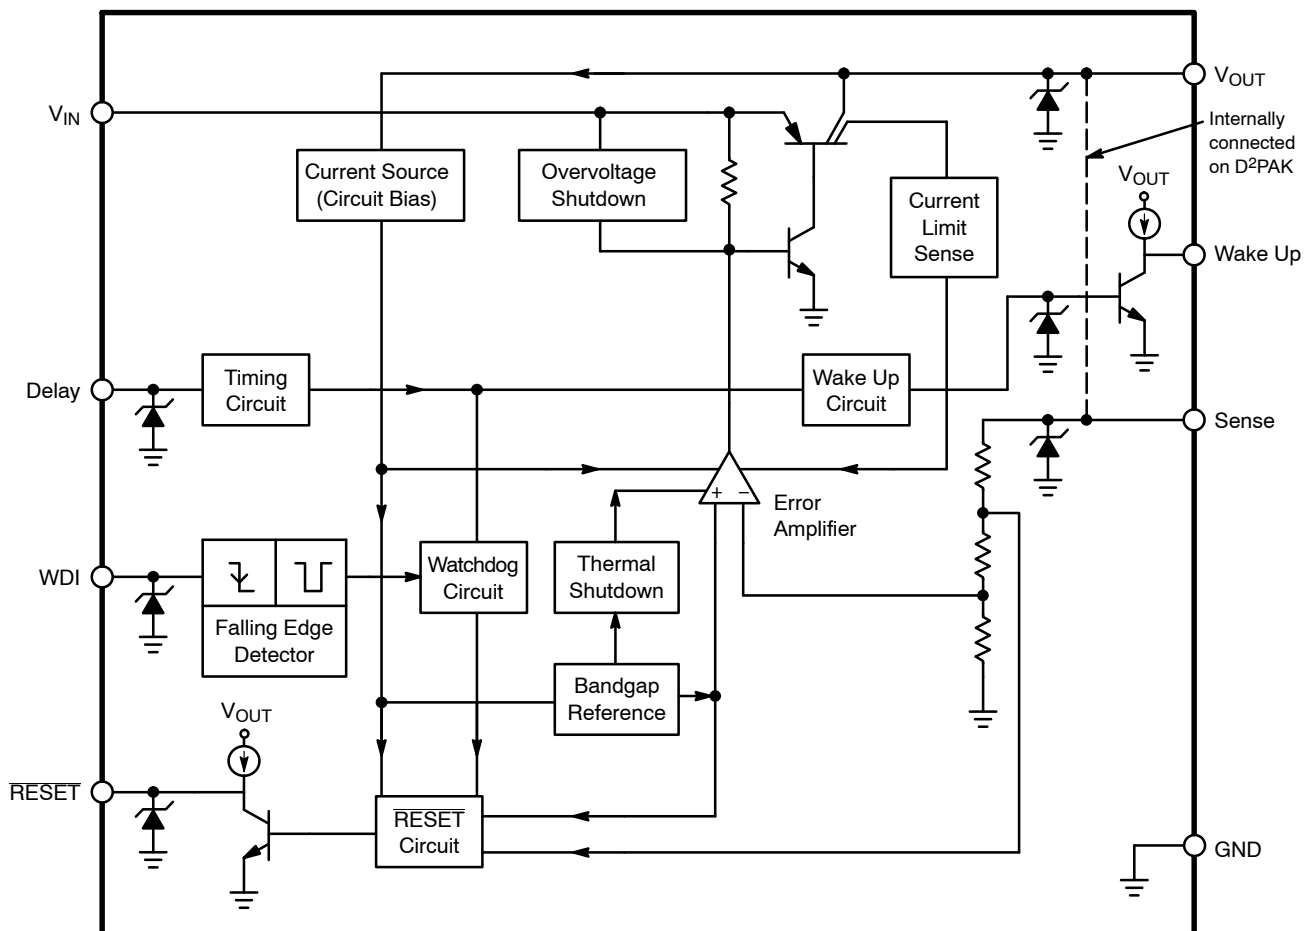 V_OUT
V_IN
Internally
connected
on D²PAK
Current Source
(Circuit Bias)
Overvoltage
Shutdown
V_OUT
Current
Limit
Sense
Wake Up
Delay
Timing
Circuit
Wake Up
Circuit
Sense
+ −
Error
Amplifier
WDI
Watchdog
Circuit
Thermal
Shutdown
Falling Edge
Detector
Bandgap
Reference
V_OUT
RESET
RESET
Circuit
GND